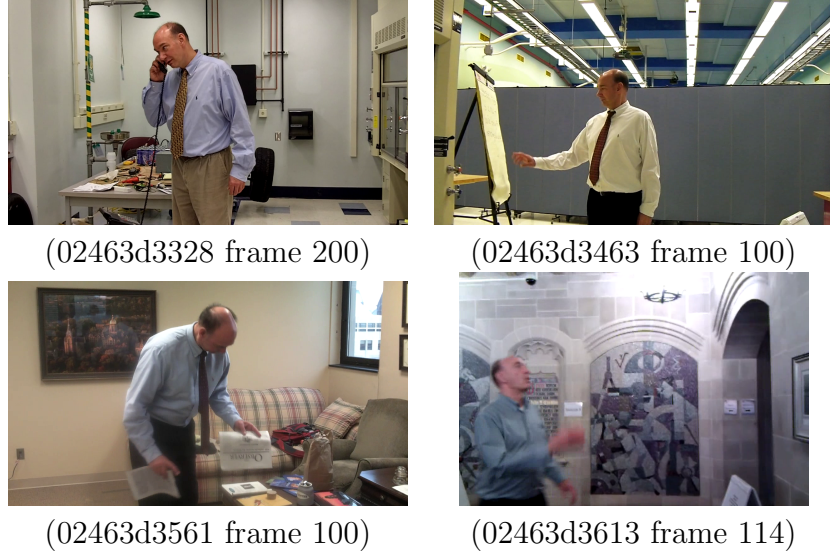 (02463d3328 frame 200)
(02463d3463 frame 100)
(02463d3561 frame 100)
(02463d3613 frame 114)